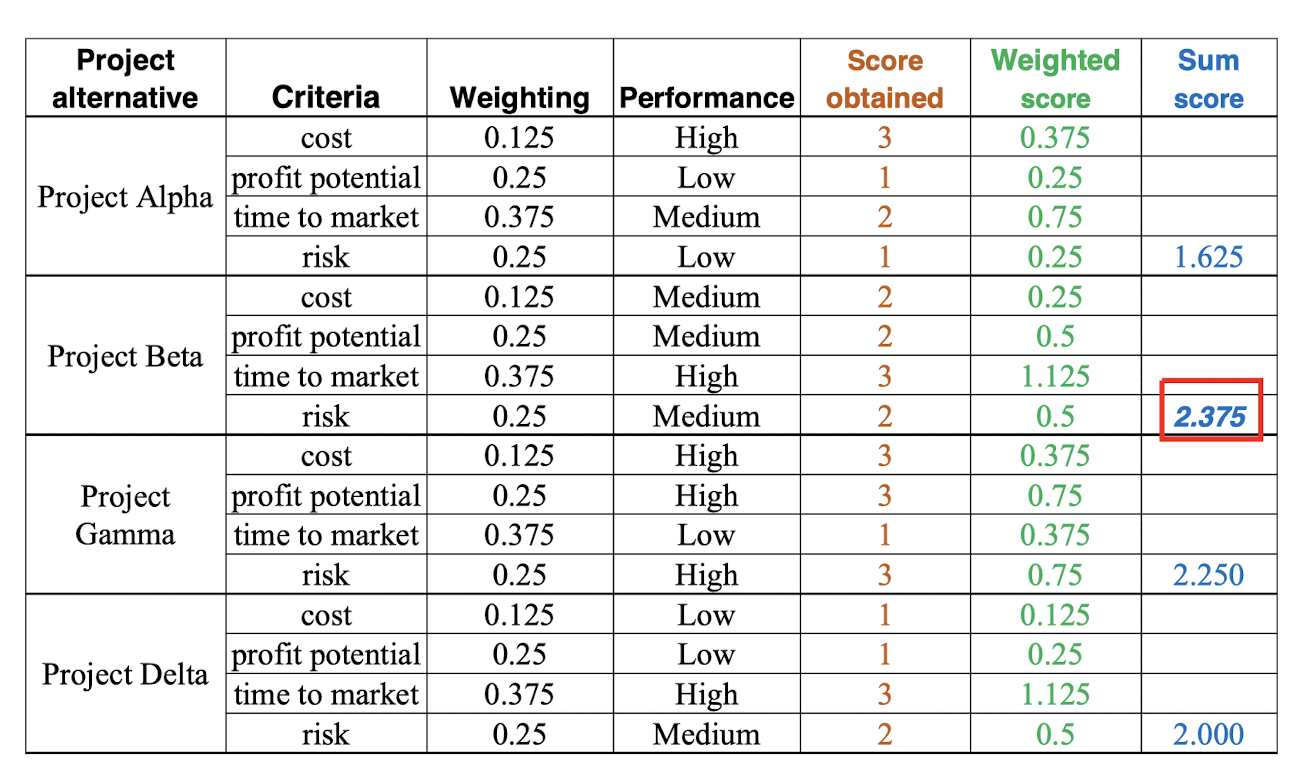 Project alternative Criteria Weighting Performance Score obtained Weighted score Sum score
Project Alpha cost 0.125 High 3 0.375
profit potential 0.25 Low 1 0.25
time to market 0.375 Medium 2 0.75
risk 0.25 Low 1 0.25 1.625
Project Beta cost 0.125 Medium 2 0.25
profit potential 0.25 Medium 2 0.5
time to market 0.375 High 3 1.125
risk 0.25 Medium 2 0.5 2.375
Project Gamma cost 0.125 High 3 0.375
profit potential 0.25 High 3 0.75
time to market 0.375 Low 1 0.375
risk 0.25 High 3 0.75 2.250
Project Delta cost 0.125 Low 1 0.125
profit potential 0.25 Low 1 0.25
time to market 0.375 High 3 1.125
risk 0.25 Medium 2 0.5 2.000